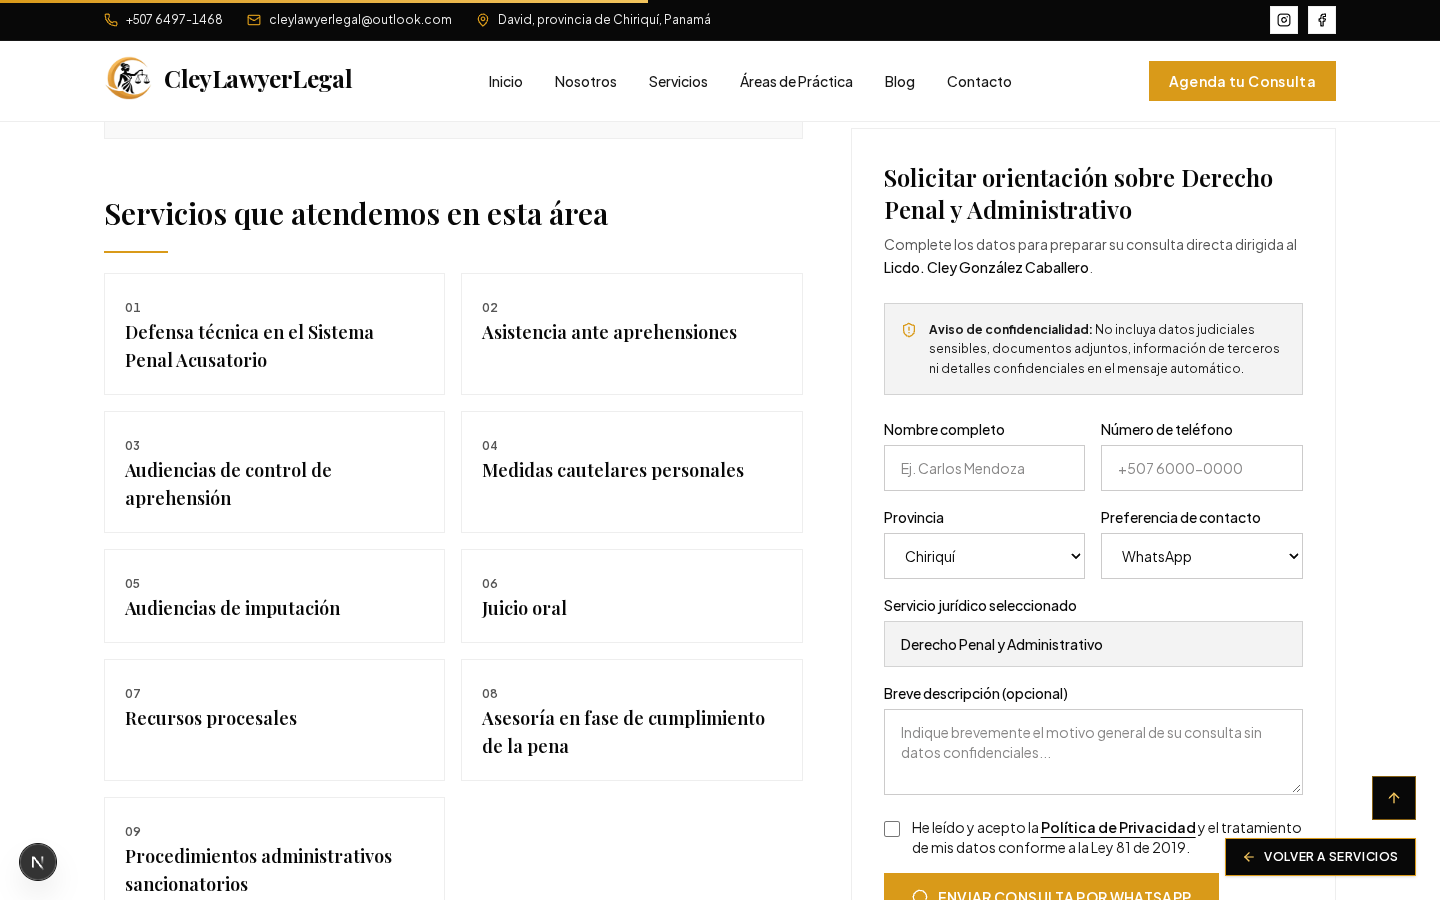 +507 6497-1468
cleylawyerlegal@outlook.com
David, provincia de Chiriquí, Panamá
CleyLawyerLegal
Inicio
Nosotros
Servicios
Áreas de Práctica
Blog
Contacto
Agenda tu Consulta
Servicios que atendemos en esta área
01
Defensa técnica en el Sistema
Penal Acusatorio
02
Asistencia ante aprehensiones
03
Audiencias de control de
aprehensión
04
Medidas cautelares personales
05
Audiencias de imputación
06
Juicio oral
07
Recursos procesales
08
Asesoría en fase de cumplimiento
de la pena
09
Procedimientos administrativos
sancionatorios
Solicitar orientación sobre Derecho
Penal y Administrativo
Complete los datos para preparar su consulta directa dirigida al
Licdo. Cley González Caballero.
Aviso de confidencialidad: No incluya datos judiciales
sensibles, documentos adjuntos, información de terceros
ni detalles confidenciales en el mensaje automático.
Nombre completo
Ej. Carlos Mendoza
Número de teléfono
+507 6000-0000
Provincia
Chiriquí
Preferencia de contacto
WhatsApp
Servicio jurídico seleccionado
Derecho Penal y Administrativo
Breve descripción (opcional)
Indique brevemente el motivo general de su consulta sin
datos confidenciales...
He leído y acepto la Política de Privacidad y el tratamiento
de mis datos conforme a la Ley 81 de 2019.
ENVIAR CONSULTA POR WHATSAPP
VOLVER A SERVICIOS
N